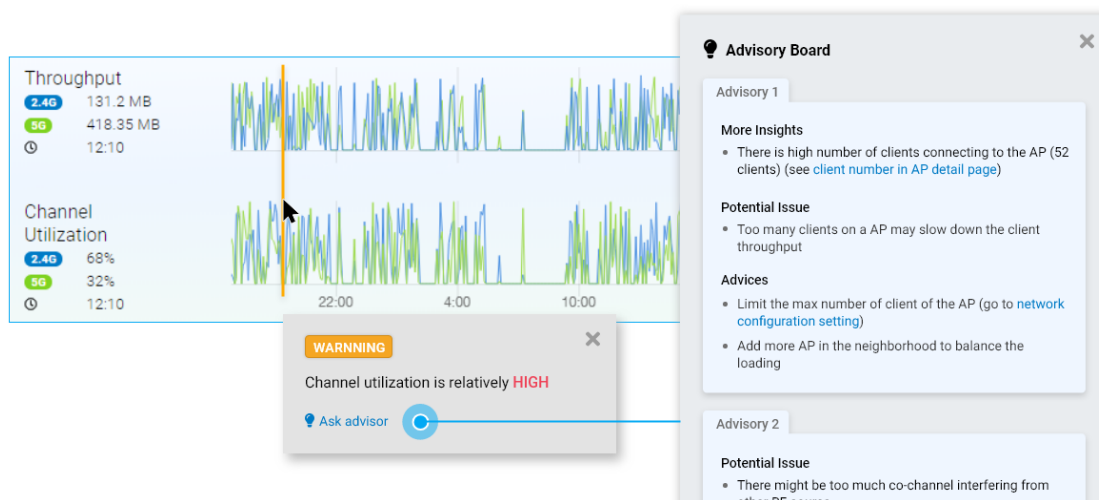 Throughput
2.4G 131.2 MB
5G 418.35 MB
12:10
Channel
Utilization
2.4G 68%
5G 32%
12:10
22:00 4:00 10:00
WARNNING
Channel utilization is relatively HIGH
Ask advisor
Advisory Board
Advisory 1
More Insights
There is high number of clients connecting to the AP (52
clients) (see client number in AP detail page)
Potential Issue
Too many clients on a AP may slow down the client
throughput
Advices
Limit the max number of client of the AP (go to network
configuration setting)
Add more AP in the neighborhood to balance the
loading
Advisory 2
Potential Issue
There might be too much co-channel interfering from